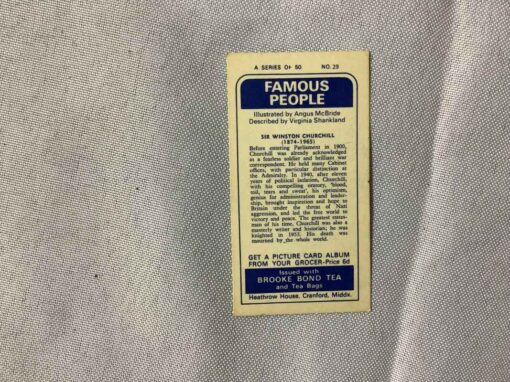 A SERIES OF 50. NO. 29
FAMOUS
PEOPLE
Illustrated by Angus McBride
Described by Virginia Shankland
SIR WINSTON CHURCHILL
(1874-1965)
Before entering Parliament in 1900,
Churchill was already acknowledged
as a fearless soldier and brilliant war
correspondent. He held many Cabinet
offices, with particular distinction at
the Admiralty. In 1940, after eleven
years of political isolation, Churchill,
with his compelling oratory, 'blood,
toil, tears and sweat', his optimism,
genius for administration and leader-
ship, brought inspiration and hope to
Britain under the threat of Nazi
aggression, and led the free world to
victory and peace. The greatest states-
man of his time, Churchill was also a
masterly writer and historian; he was
knighted in 1953. His death was
mourned by the whole world.
GET A PICTURE CARD ALBUM
FROM YOUR GROCER-Price 6d
Issued with
BROOKE BOND TEA
and Tea Bags
Heathrow House, Cranford, Middx.